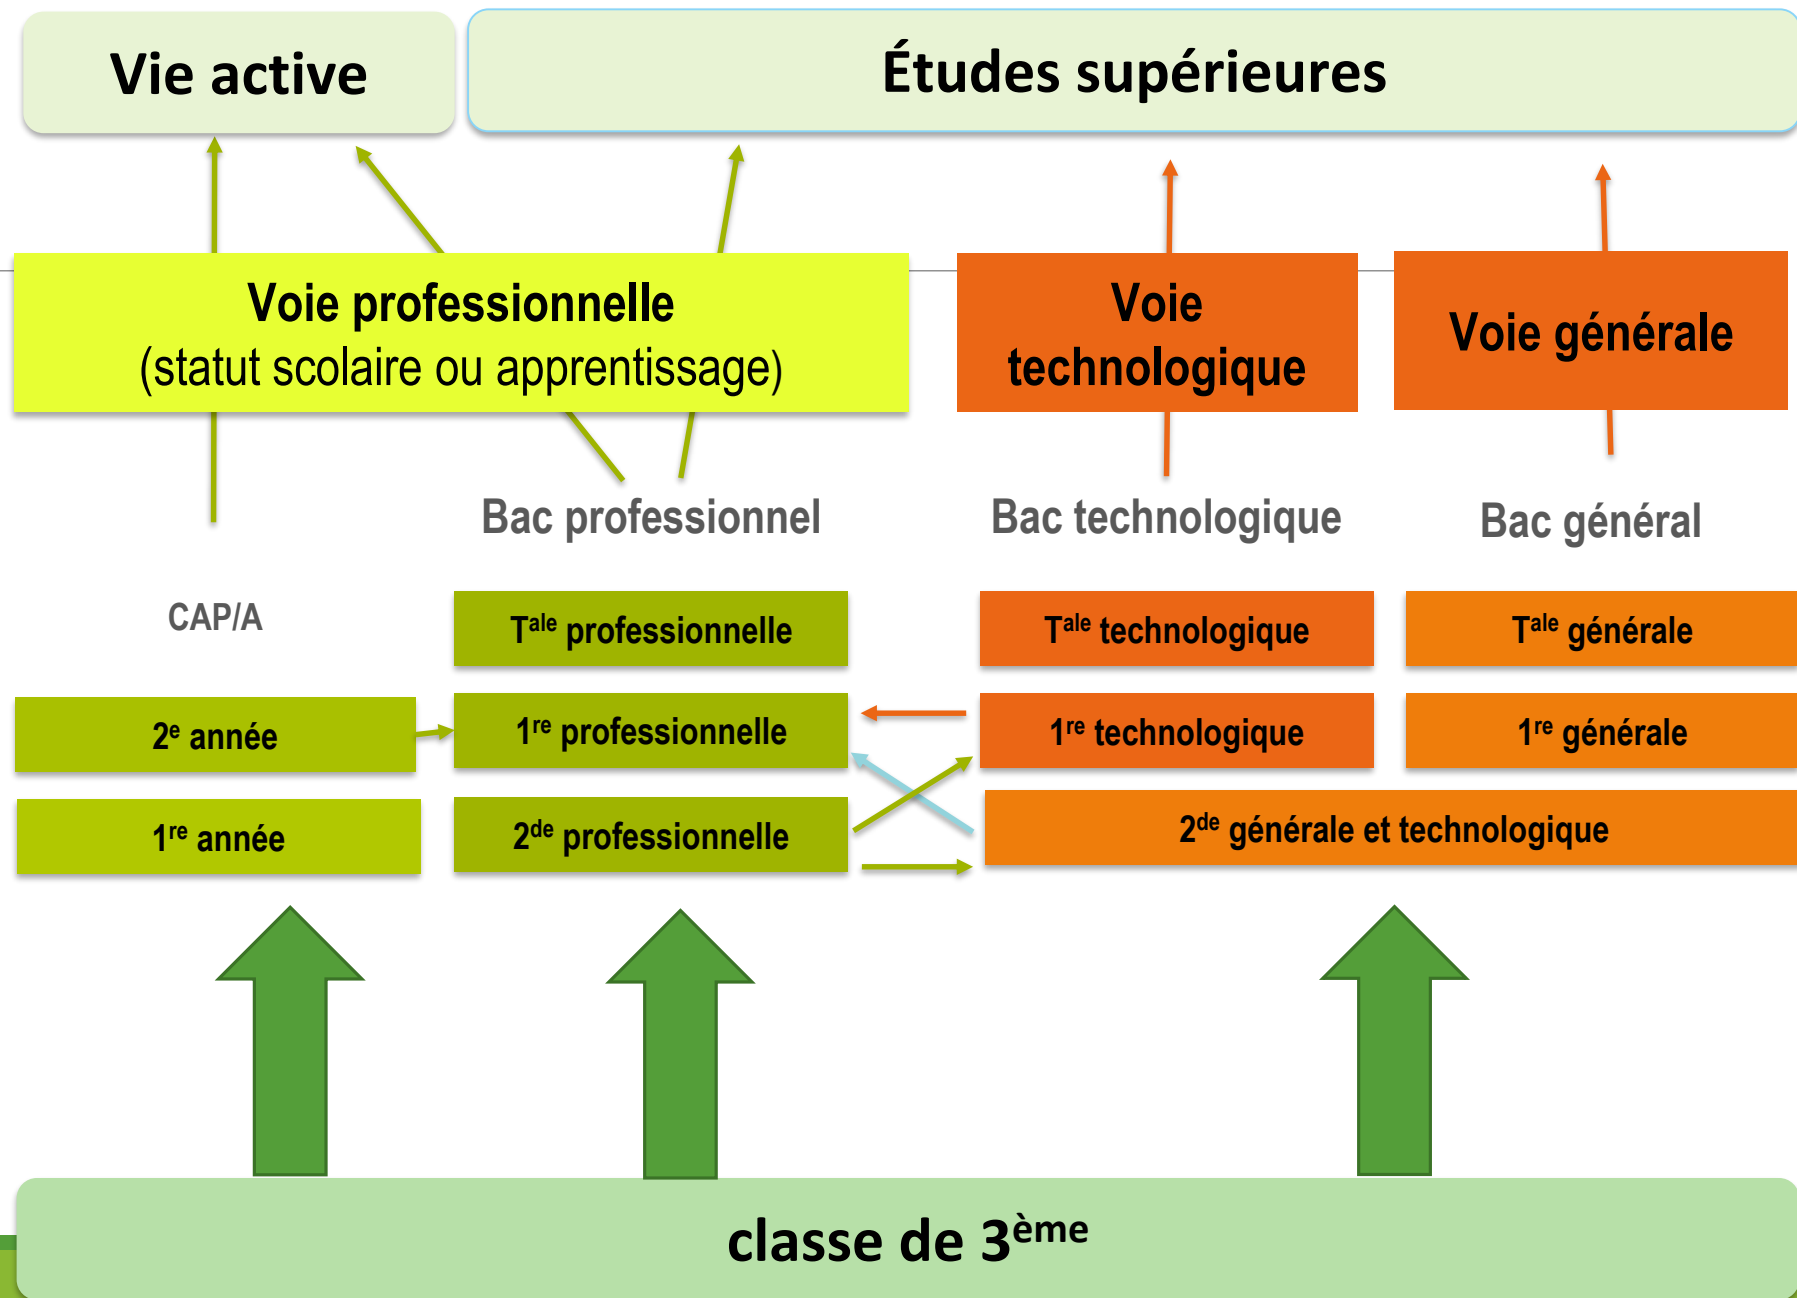 Vie active
Études supérieures
Voie professionnelle
(statut scolaire ou apprentissage)
Voie
technologique
Voie générale
Bac professionnel
Bac technologique
Bac général
CAP/A
Tale professionnelle
Tale technologique
Tale générale
2e année
1re professionnelle
1re technologique
1re générale
1re année
2de professionnelle
2de générale et technologique
classe de 3ème